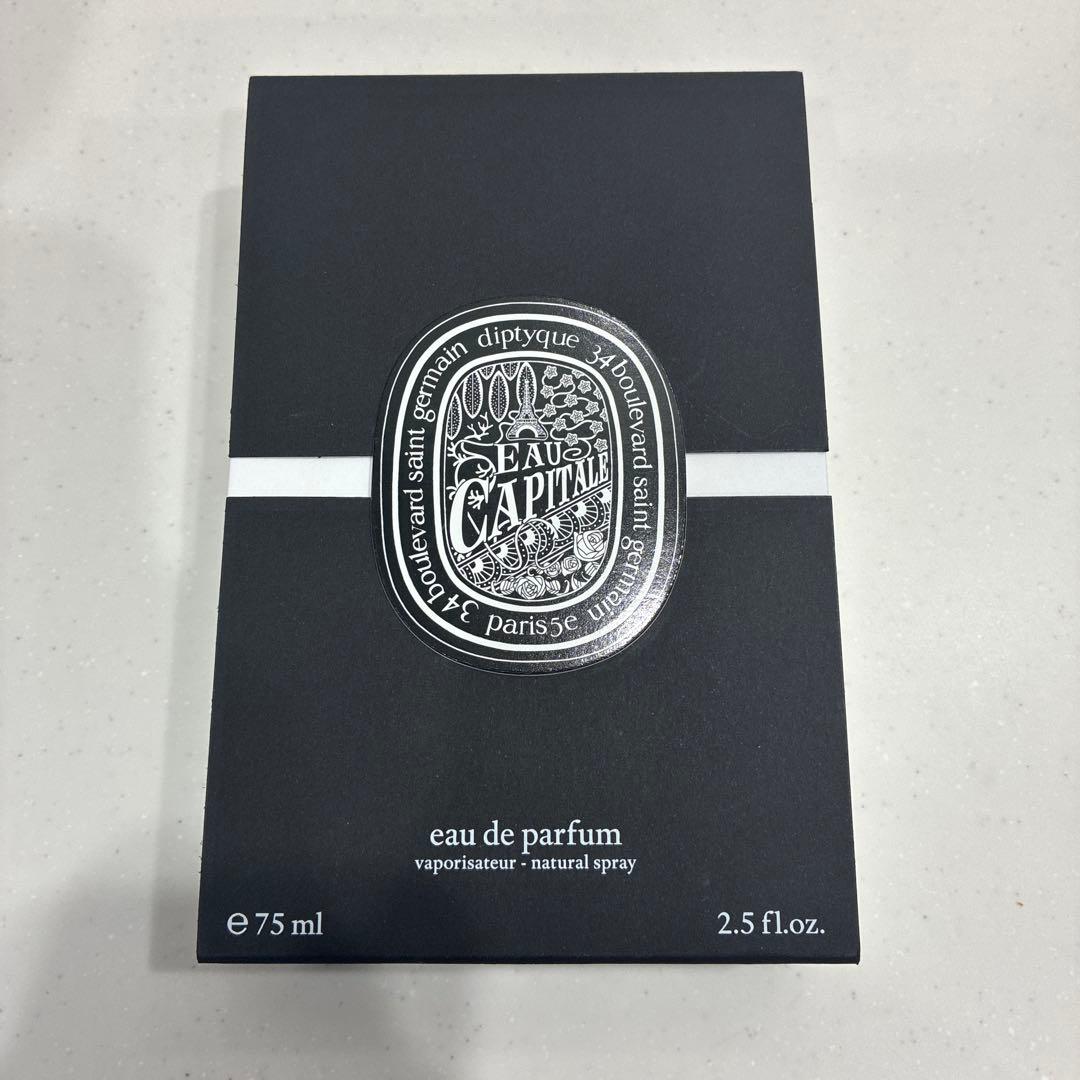 34 boulevard saint germain diptyque 34 boulevard saint germain
paris 5e
EAU
CAPITALE
eau de parfum
vaporisateur - natural spray
℮ 75 ml
2.5 fl.oz.